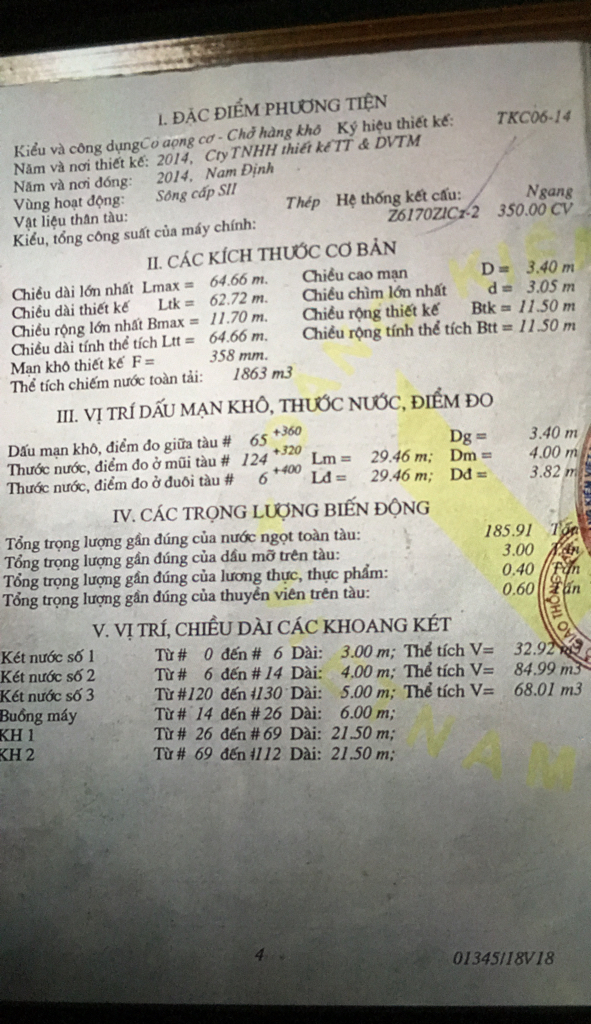 I. ĐẶC ĐIỂM PHƯƠNG TIỆN
Kiểu và công dụng Có động cơ - Chở hàng khô Ký hiệu thiết kế: TKC06-14
Năm và nơi thiết kế: 2014, Cty TNHH thiết kế TT & DVTM
Năm và nơi đóng: 2014, Nam Định
Vùng hoạt động: Sông cấp SII
Vật liệu thân tàu: Thép Hệ thống kết cấu: Ngang
Kiểu, tổng công suất của máy chính: Z6170ZlCz-2 350.00 CV
II. CÁC KÍCH THƯỚC CƠ BẢN
Chiều dài lớn nhất Lmax = 64.66 m. Chiều cao mạn D = 3.40 m
Chiều dài thiết kế Ltk = 62.72 m. Chiều chìm lớn nhất d = 3.05 m
Chiều rộng lớn nhất Bmax = 11.70 m. Chiều rộng thiết kế Btk = 11.50 m
Chiều dài tính thể tích Ltt = 64.66 m. Chiều rộng tính thể tích Btt = 11.50 m
Mạn khô thiết kế F = 358 mm.
Thể tích chiếm nước toàn tải: 1863 m3
III. VỊ TRÍ DẤU MẠN KHÔ, THƯỚC NƯỚC, ĐIỂM ĐO
Dấu mạn khô, điểm đo giữa tàu # 65 +360 Dg = 3.40 m
Thước nước, điểm đo ở mũi tàu # 124 +320 Lm = 29.46 m; Dm = 4.00 m
Thước nước, điểm đo ở đuôi tàu # 6 +400 Lđ = 29.46 m; Dđ = 3.82 m
IV. CÁC TRỌNG LƯỢNG BIẾN ĐỘNG
Tổng trọng lượng gần đúng của nước ngọt toàn tàu: 185.91 Tấn
Tổng trọng lượng gần đúng của dầu mỡ trên tàu: 3.00 Tấn
Tổng trọng lượng gần đúng của lương thực, thực phẩm: 0.40 Tấn
Tổng trọng lượng gần đúng của thuyền viên trên tàu: 0.60 Tấn
V. VỊ TRÍ, CHIỀU DÀI CÁC KHOANG KÉT
Két nước số 1 Từ # 0 đến # 6 Dài: 3.00 m; Thể tích V= 32.92 m3
Két nước số 2 Từ # 6 đến # 14 Dài: 4.00 m; Thể tích V= 84.99 m3
Két nước số 3 Từ #120 đến #130 Dài: 5.00 m; Thể tích V= 68.01 m3
Buồng máy Từ # 14 đến # 26 Dài: 6.00 m;
KH 1 Từ # 26 đến # 69 Dài: 21.50 m;
KH 2 Từ # 69 đến #112 Dài: 21.50 m;
4
01345/18V18